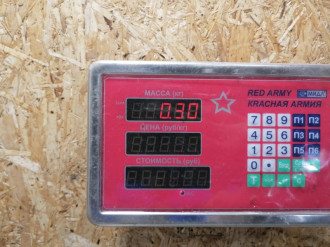 МАССА (кг)
0.30
ЦЕНА (руб/кг)
СТОИМОСТЬ (руб)
RED ARMY
КРАСНАЯ АРМИЯ
7 8 9 П1 П2
4 5 6 П3 П4
1 2 3 П5 П6
0